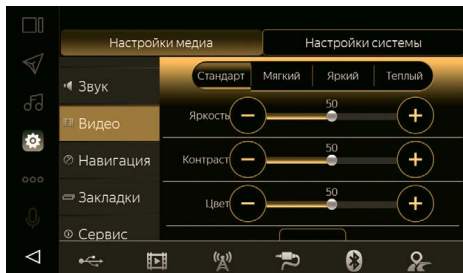 Настройки медиа
Настройки системы
Звук
Видео
Навигация
Закладки
Сервис
Стандарт
Мягкий
Яркий
Теплый
Яркость
50
Контраст
50
Цвет
50